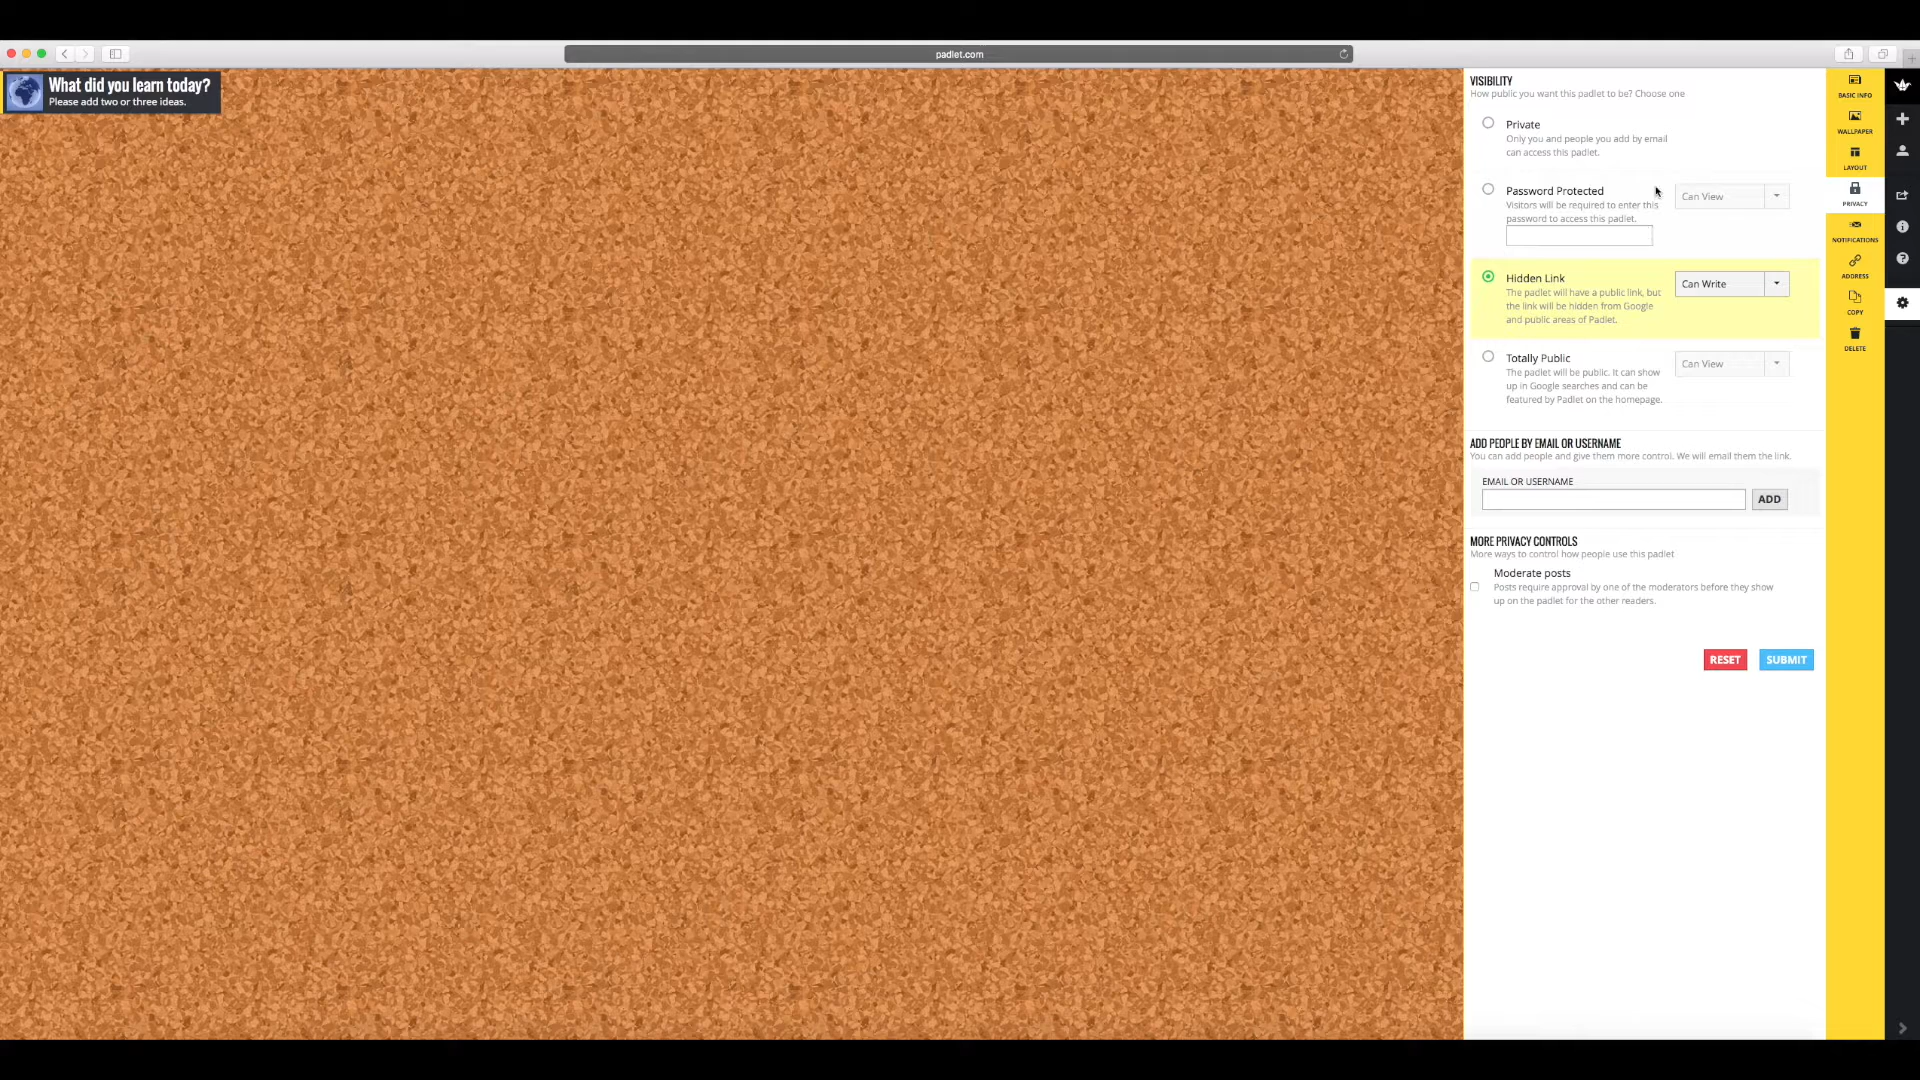 padlet.com
What did you learn today?
Please add two or three ideas.
VISIBILITY
How public you want this padlet to be? Choose one
Private
Only you and people you add by email
can access this padlet.
Password Protected
Can View
Visitors will be required to enter this
password to access this padlet.
Hidden Link
Can Write
The padlet will have a public link, but
the link will be hidden from Google
and public areas of Padlet.
Totally Public
Can View
The padlet will be public. It can show
up in Google searches and can be
featured by Padlet on the homepage.
ADD PEOPLE BY EMAIL OR USERNAME
You can add people and give them more control. We will email them the link.
EMAIL OR USERNAME
ADD
MORE PRIVACY CONTROLS
More ways to control how people use this padlet
Moderate posts
Posts require approval by one of the moderators before they show
up on the padlet for the other readers.
RESET
SUBMIT
BASIC INFO
WALLPAPER
LAYOUT
PRIVACY
NOTIFICATIONS
ADDRESS
COPY
DELETE